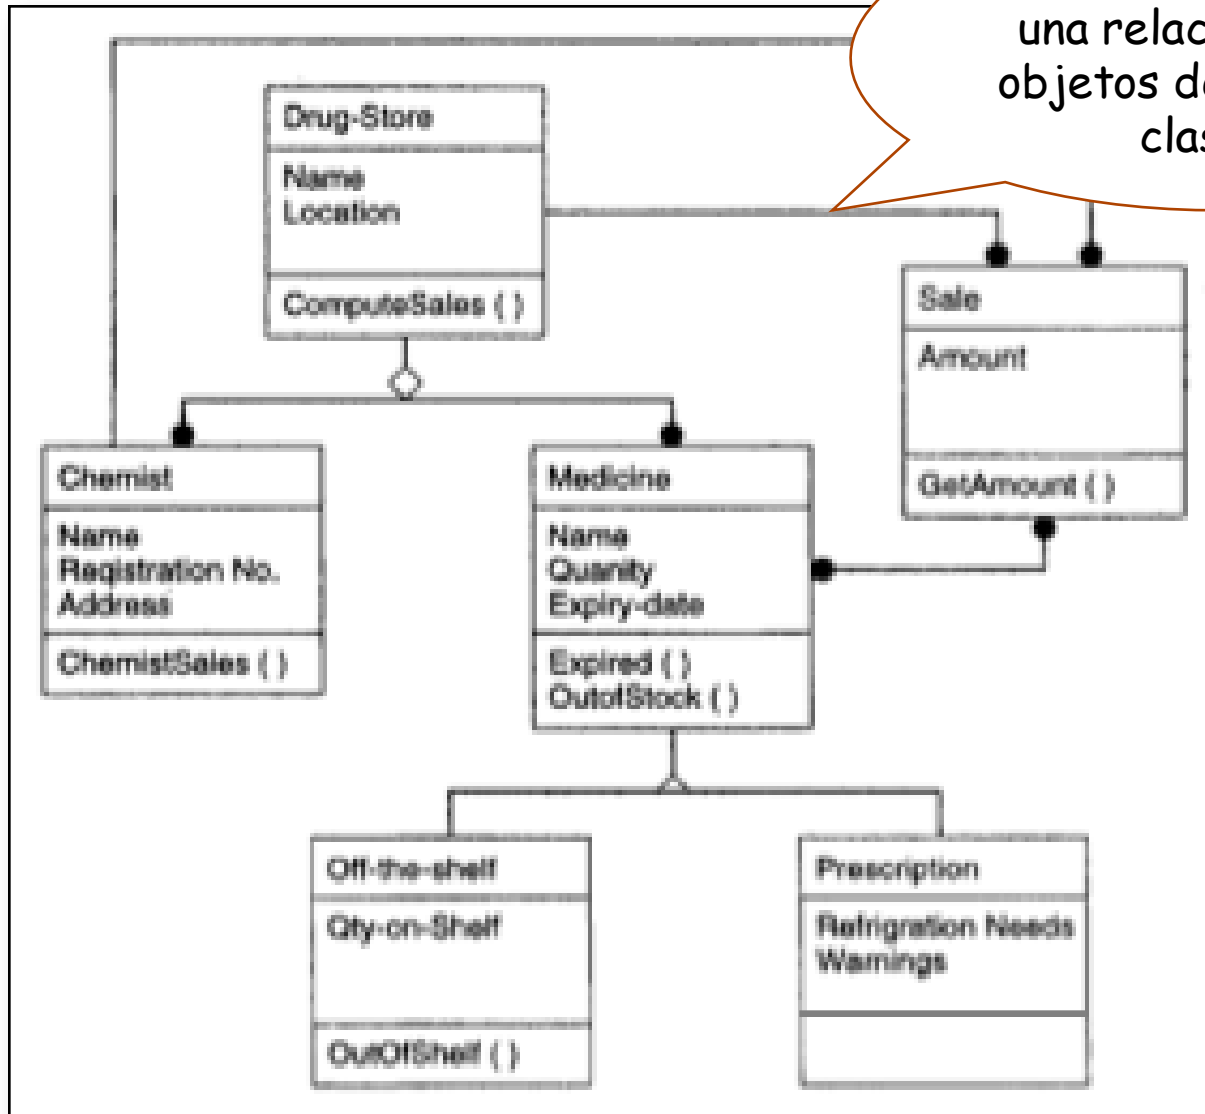 una relac
objetos de
clas
Drug-Store
Name
Location
ComputeSales ( )
Sale
Amount
GetAmount ( )
Chemist
Name
Registration No.
Address
ChemistSales ( )
Medicine
Name
Quanity
Expiry-date
Expired ( )
OutofStock ( )
Off-the-shelf
Qty-on-Shelf
OutOfShelf ( )
Prescription
Refrigration Needs
Warnings